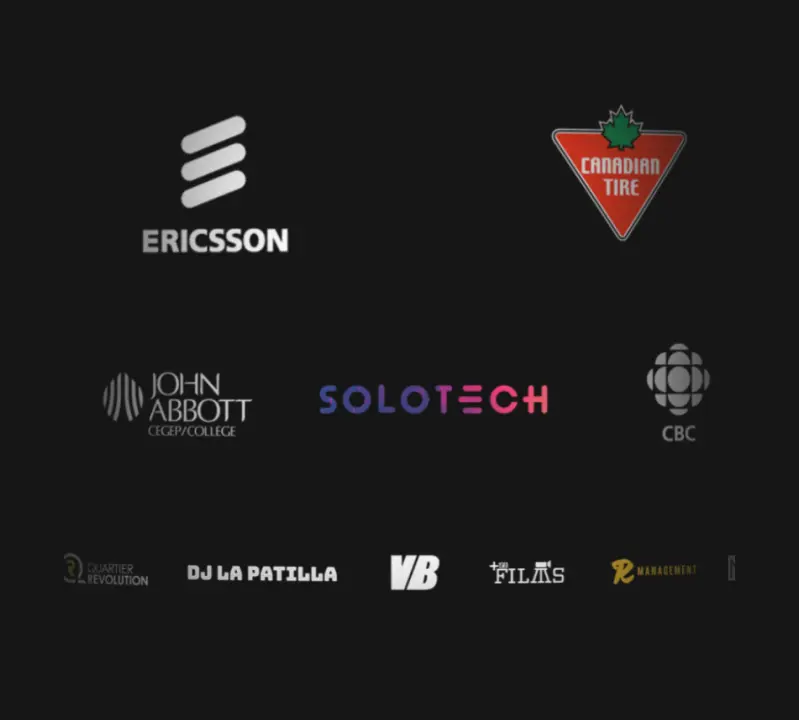 ERICSSON
CANADIAN
TIRE
JOHN
ABBOTT
CEGEP/COLLEGE
SOLOTECH
CBC
QUARTIER
REVOLUTION
DJ LA PATILLA
VB
FILMS
R MANAGEMENT